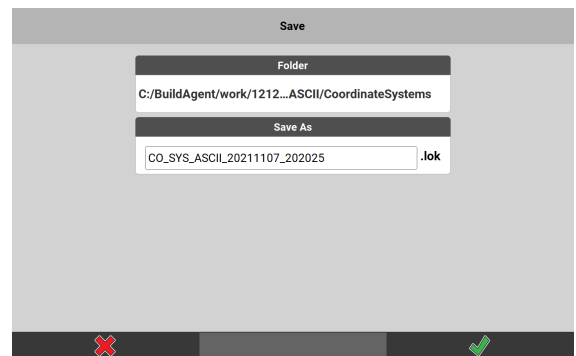 Save
Folder
C:/BuildAgent/work/1212...ASCII/CoordinateSystems
Save As
CO_SYS_ASCII_20211107_202025 .lok